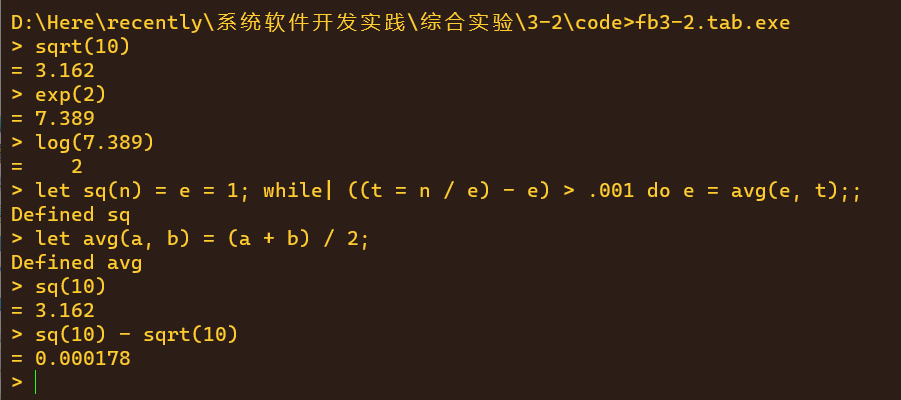 D:\Here\recently\系统软件开发实践\综合实验\3-2\code>fb3-2.tab.exe
> sqrt(10)
= 3.162
> exp(2)
= 7.389
> log(7.389)
=    2
> let sq(n) = e = 1; while| ((t = n / e) - e) > .001 do e = avg(e, t);;
Defined sq
> let avg(a, b) = (a + b) / 2;
Defined avg
> sq(10)
= 3.162
> sq(10) - sqrt(10)
= 0.000178
>